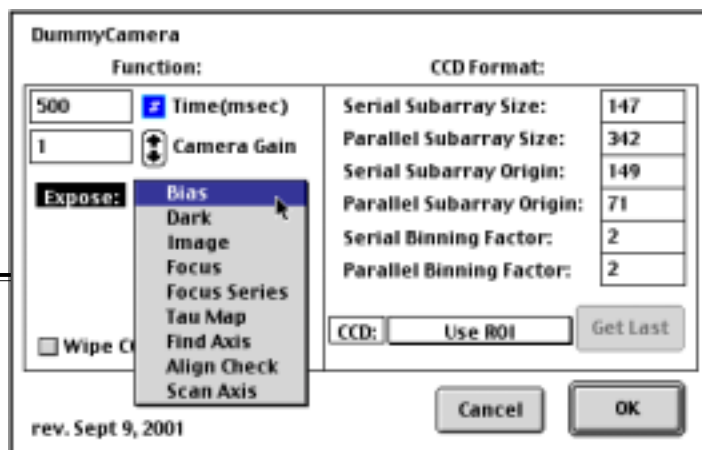 DummyCamera
Function:
500 Time(msec)
1 Camera Gain
Expose:
Bias
Dark
Image
Focus
Focus Series
Tau Map
Find Axis
Align Check
Scan Axis
Wipe
CCD Format:
Serial Subarray Size: 147
Parallel Subarray Size: 342
Serial Subarray Origin: 149
Parallel Subarray Origin: 71
Serial Binning Factor: 2
Parallel Binning Factor: 2
CCD: Use ROI Get Last
Cancel OK
rev. Sept 9, 2001